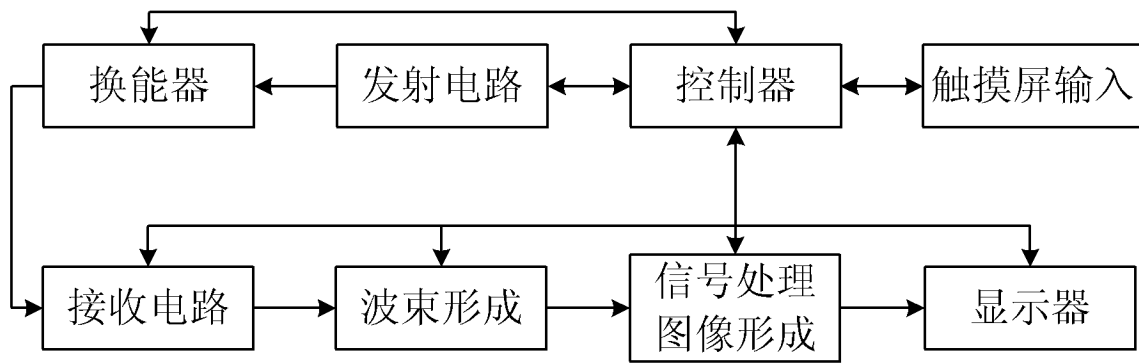 换能器
发射电路
控制器
触摸屏输入
接收电路
波束形成
信号处理
图像形成
显示器